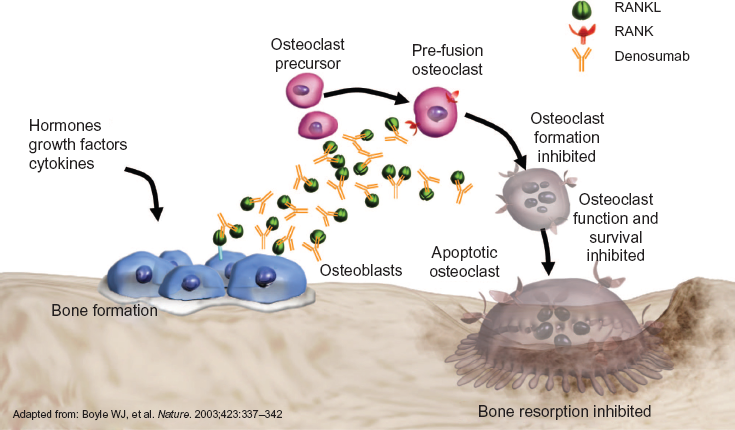 RANKL
RANK
Denosumab
Osteoclast
precursor
Pre-fusion
osteoclast
Hormones
growth factors
cytokines
Osteoclast
formation
inhibited
Osteoclast
function and
survival
inhibited
Apoptotic
osteoclast
Osteoblasts
Bone formation
Adapted from: Boyle WJ, et al. Nature. 2003;423:337–342
Bone resorption inhibited